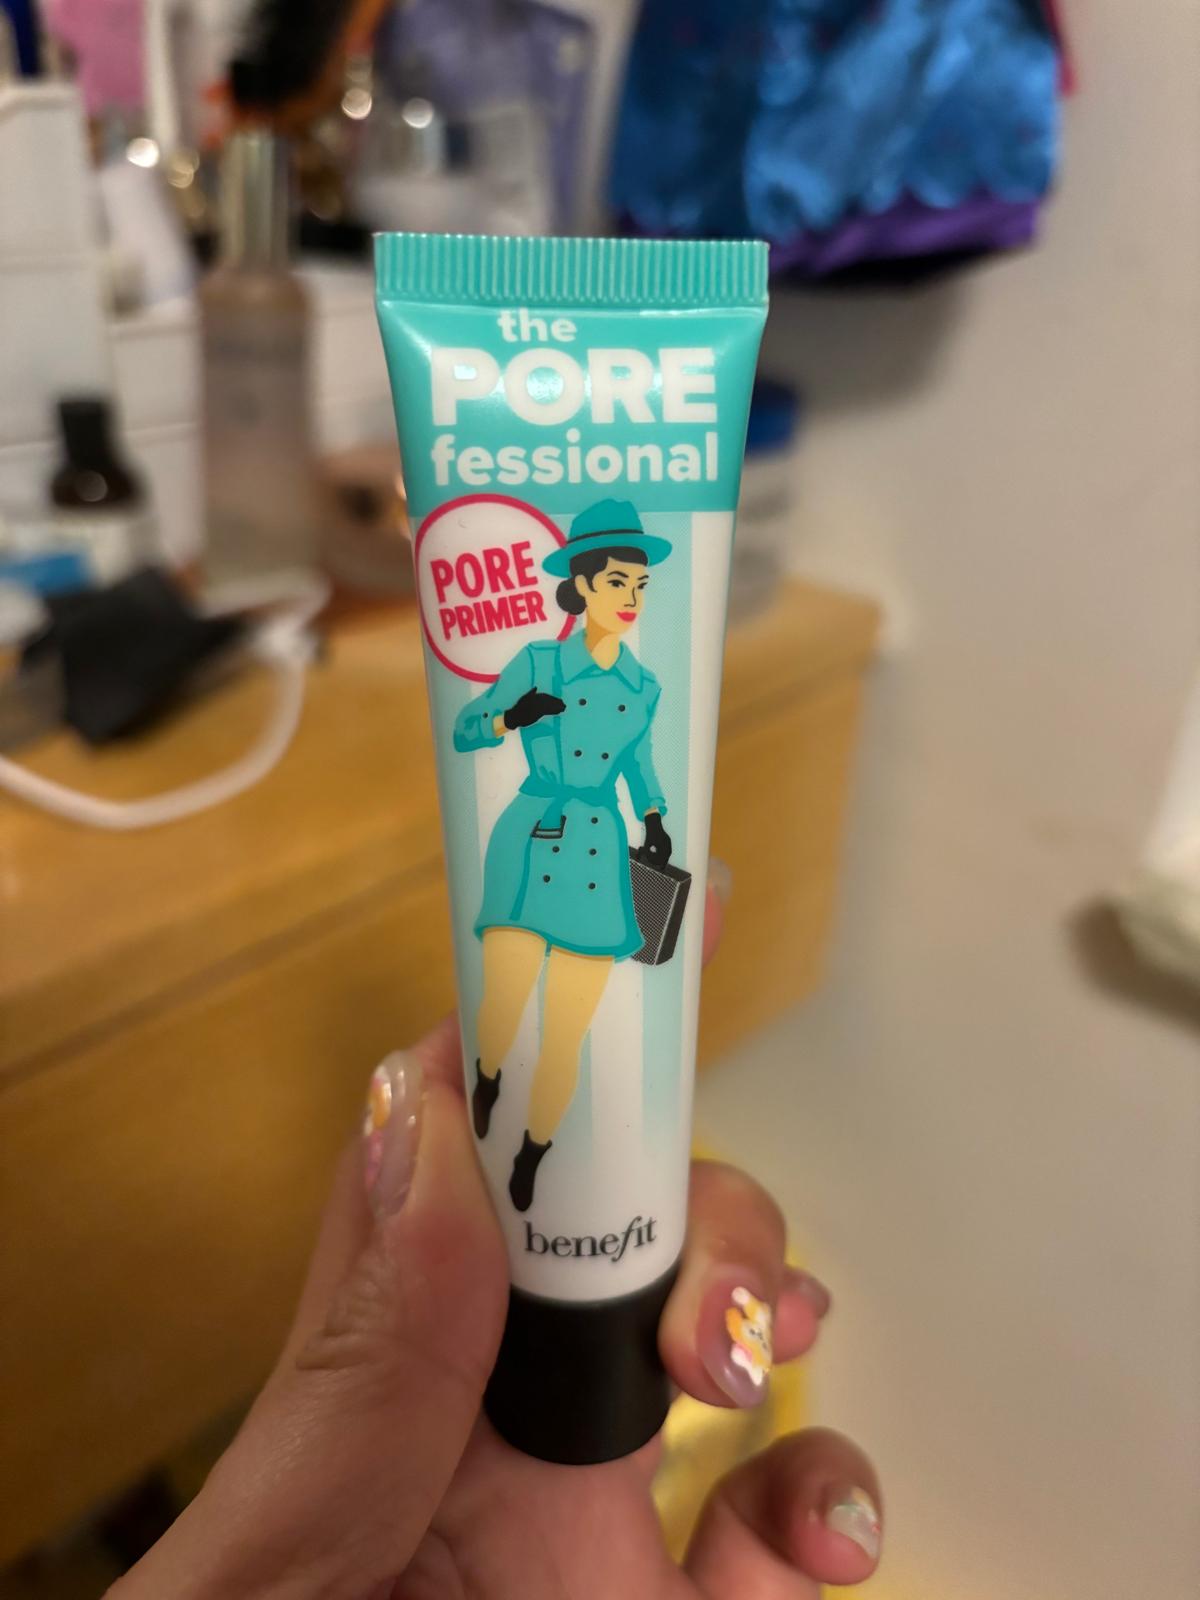 the
PORE
fessional
PORE
PRIMER
benefit